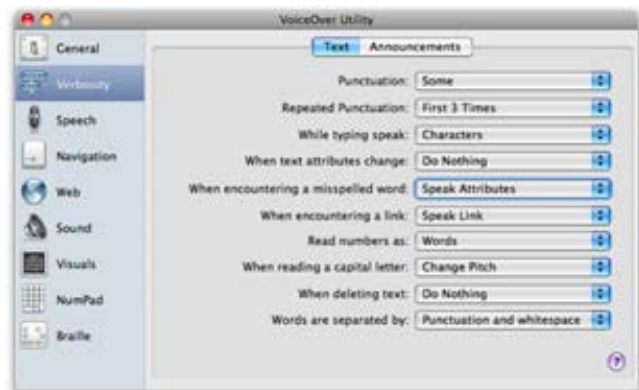 VoiceOver Utility
General
Verbosity
Speech
Navigation
Web
Sound
Visuals
NumPad
Braille
Text Announcements
Punctuation: Some
Repeated Punctuation: First 3 Times
While typing speak: Characters
When text attributes change: Do Nothing
When encountering a misspelled word: Speak Attributes
When encountering a link: Speak Link
Read numbers as: Words
When reading a capital letter: Change Pitch
When deleting text: Do Nothing
Words are separated by: Punctuation and whitespace
?